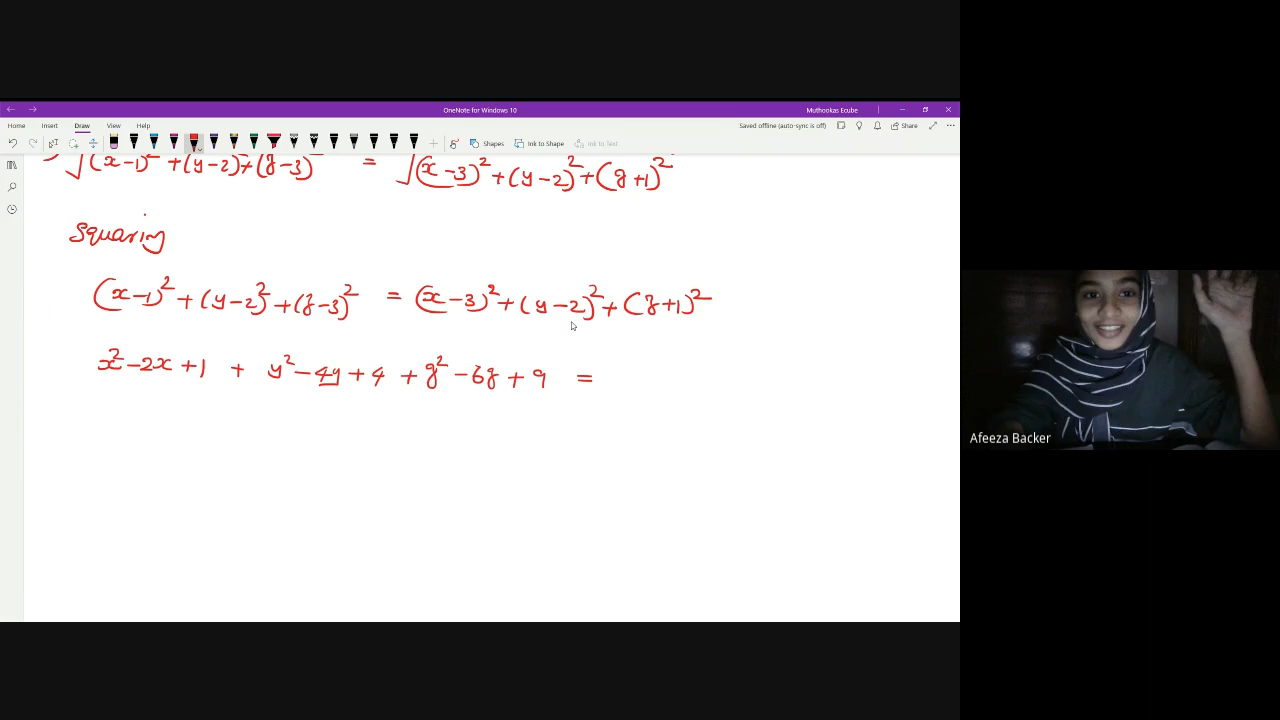 OneNote for Windows 10
Muthookas Ecube
Home Insert Draw View Help
Saved offline (auto-sync is off) Share
Shapes Ink to Shape Ink to Text
√(x-1)² + (y-2)² + (z-3)² = √(x-3)² + (y-2)² + (z+1)²
Squaring
(x-1)² + (y-2)² + (z-3)² = (x-3)² + (y-2)² + (z+1)²
x² - 2x + 1 + y² - 4y + 4 + z² - 6z + 9 =
Afeeza Backer